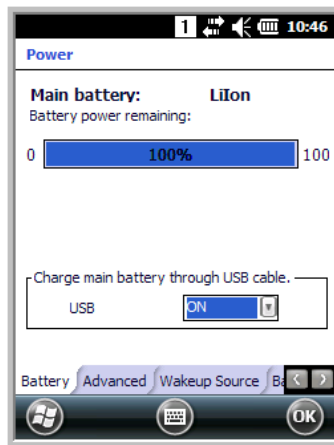 1 10:46
Power
Main battery: LiIon
Battery power remaining:
0 100% 100
Charge main battery through USB cable.
USB ON
Battery Advanced Wakeup Source
OK